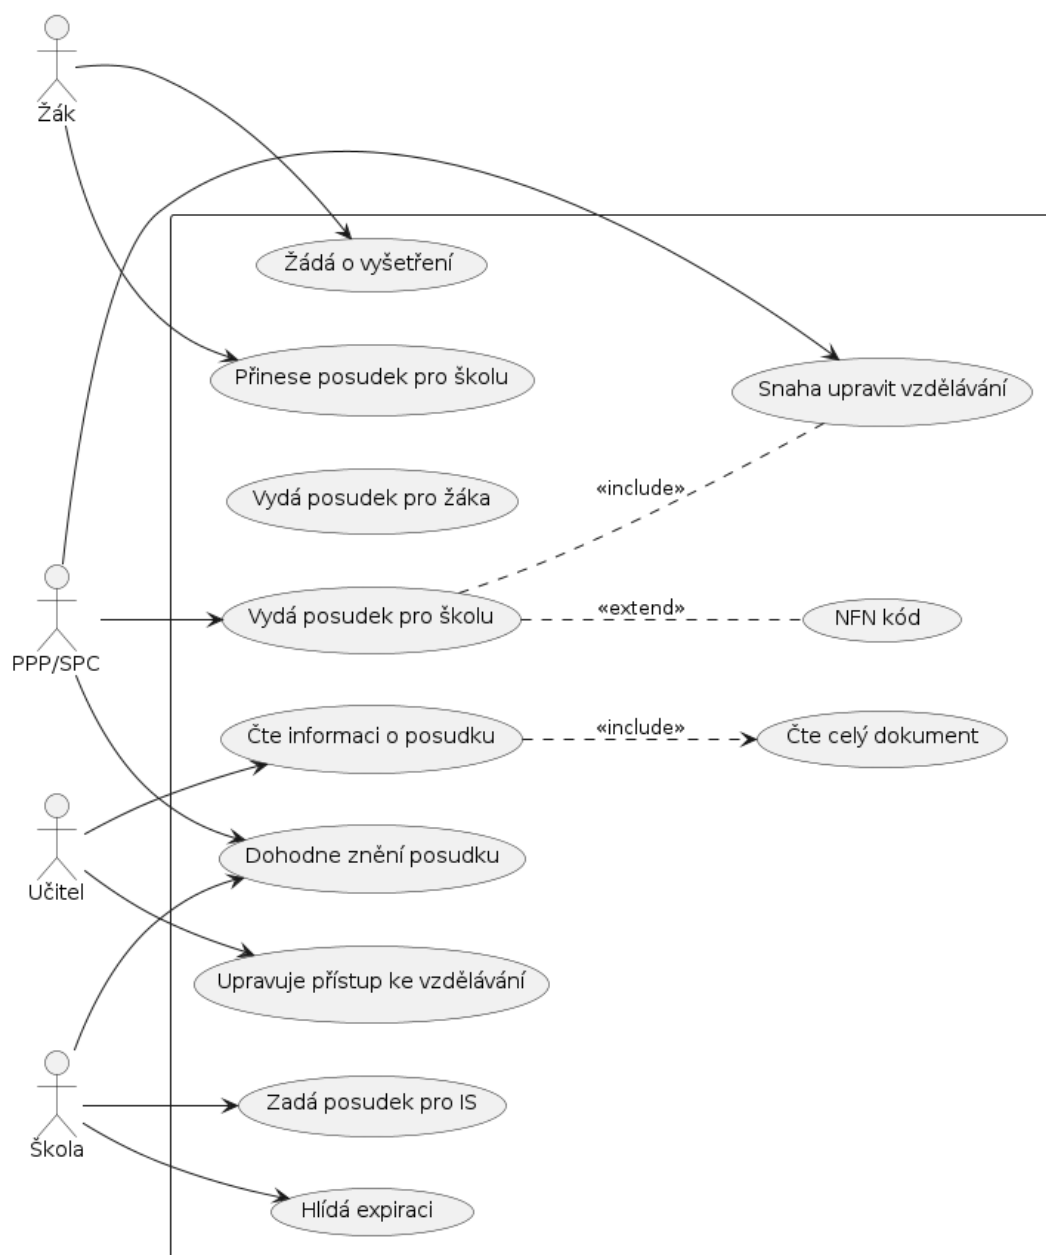 Žák
Žádá o vyšetření
Přinese posudek pro školu
Snaha upravit vzdělávání
Vydá posudek pro žáka
«include»
Vydá posudek pro školu
«extend»
NFN kód
PPP/SPC
Čte informaci o posudku
«include»
Čte celý dokument
Učitel
Dohodne znění posudku
Upravuje přístup ke vzdělávání
Škola
Zadá posudek pro IS
Hlídá expiraci